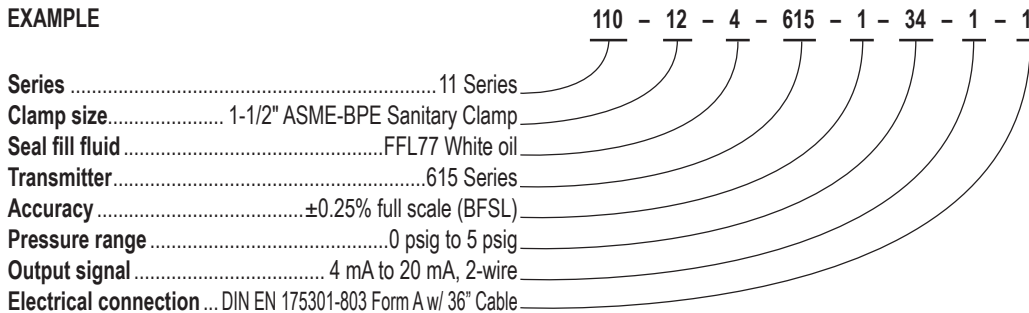 EXAMPLE 110 – 12 – 4 – 615 – 1 – 34 – 1 – 1
Series ........................................................................ 11 Series
Clamp size....................... 1-1/2" ASME-BPE Sanitary Clamp
Seal fill fluid ...................................................FFL77 White oil
Transmitter..............................................................615 Series
Accuracy .........................................±0.25% full scale (BFSL)
Pressure range ...............................................0 psig to 5 psig
Output signal ..................................... 4 mA to 20 mA, 2-wire
Electrical connection ... DIN EN 175301-803 Form A w/ 36” Cable